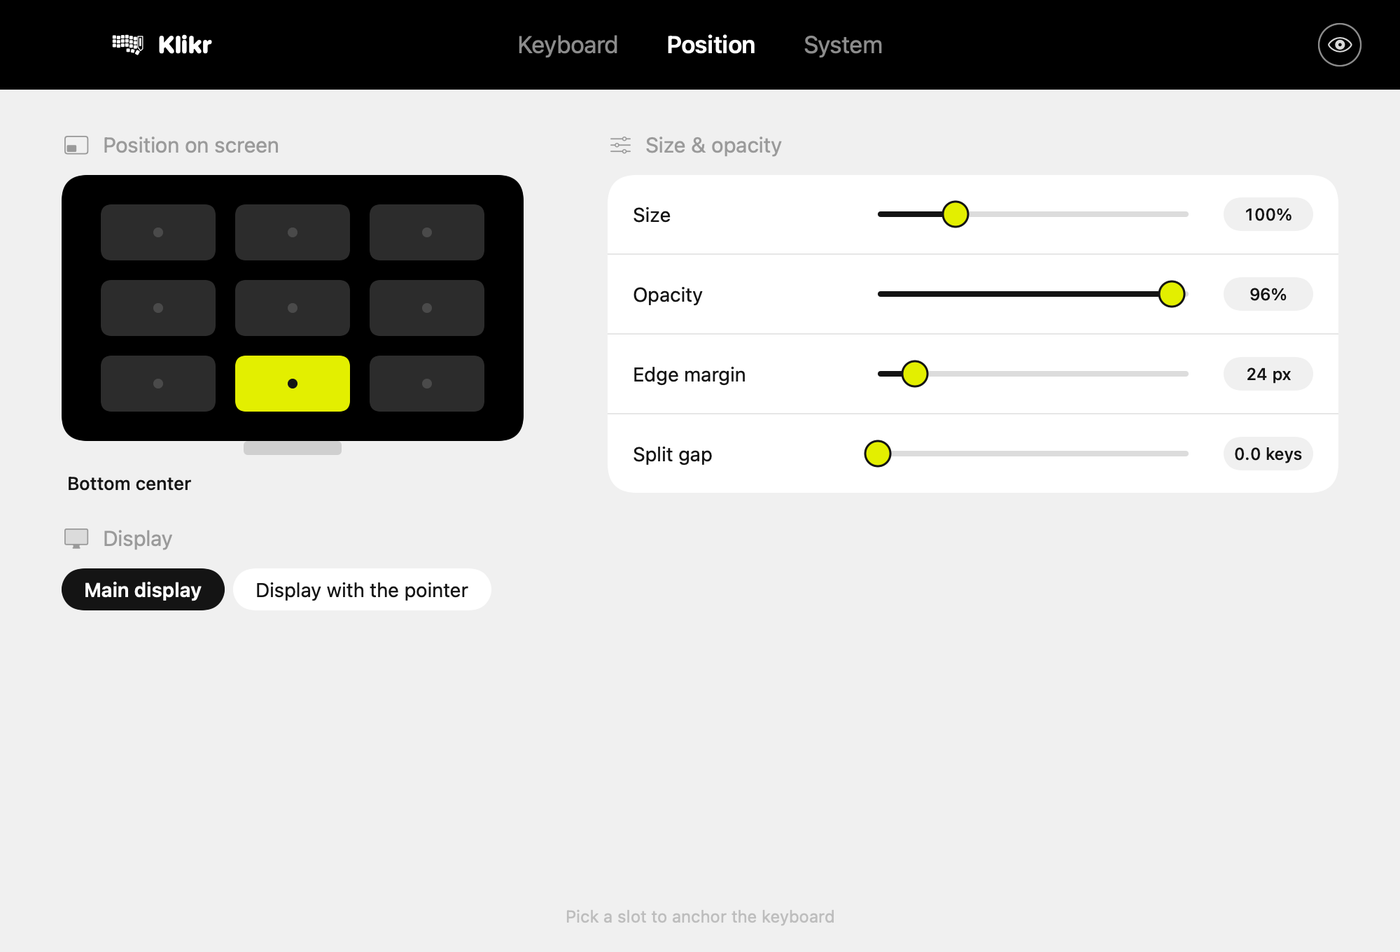 Klikr
Keyboard
Position
System
Position on screen
Bottom center
Display
Main display
Display with the pointer
Size & opacity
Size
100%
Opacity
96%
Edge margin
24 px
Split gap
0.0 keys
Pick a slot to anchor the keyboard